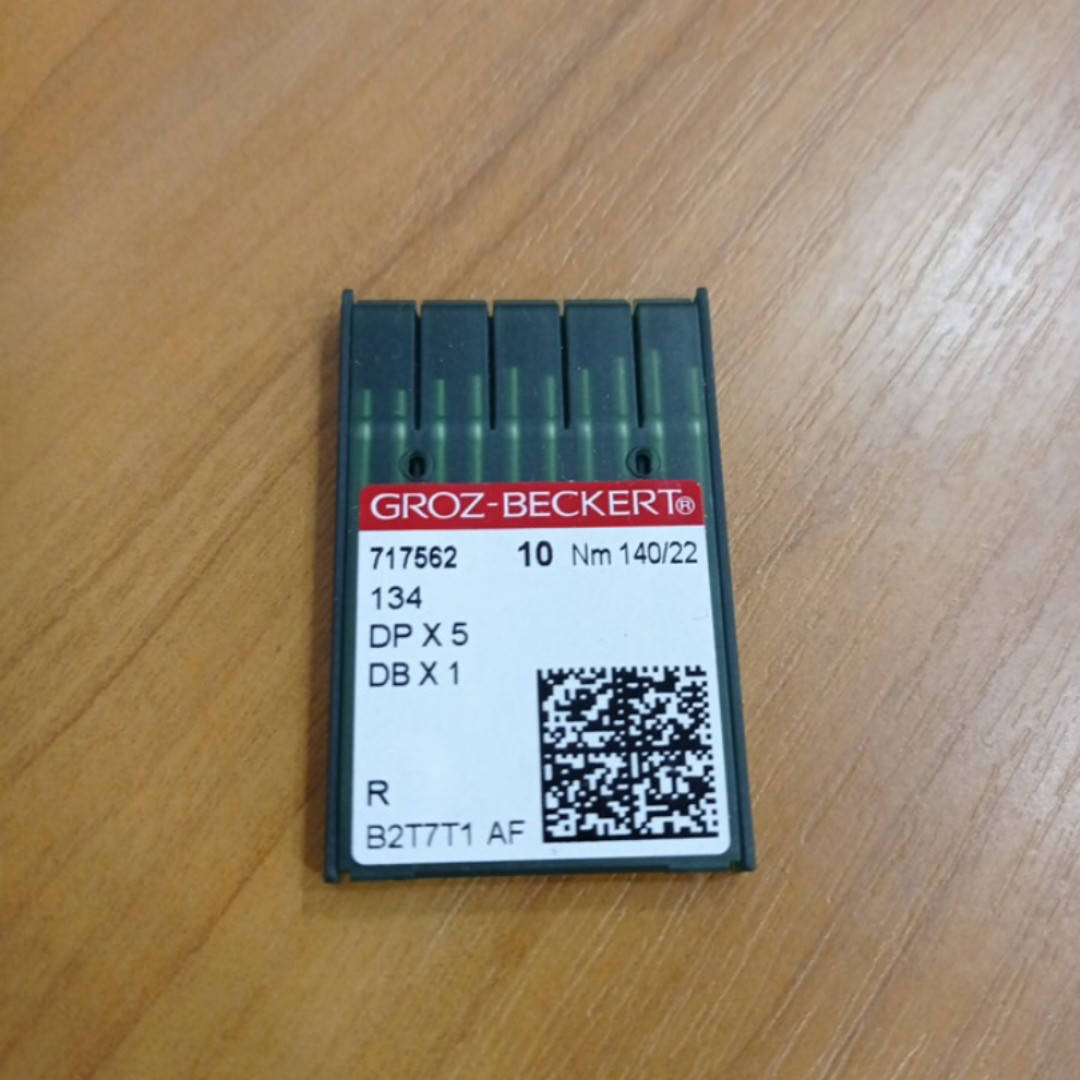 GROZ-BECKERT®
717562 10 Nm 140/22
134
DP X 5
DB X 1
R
B2T7T1 AF